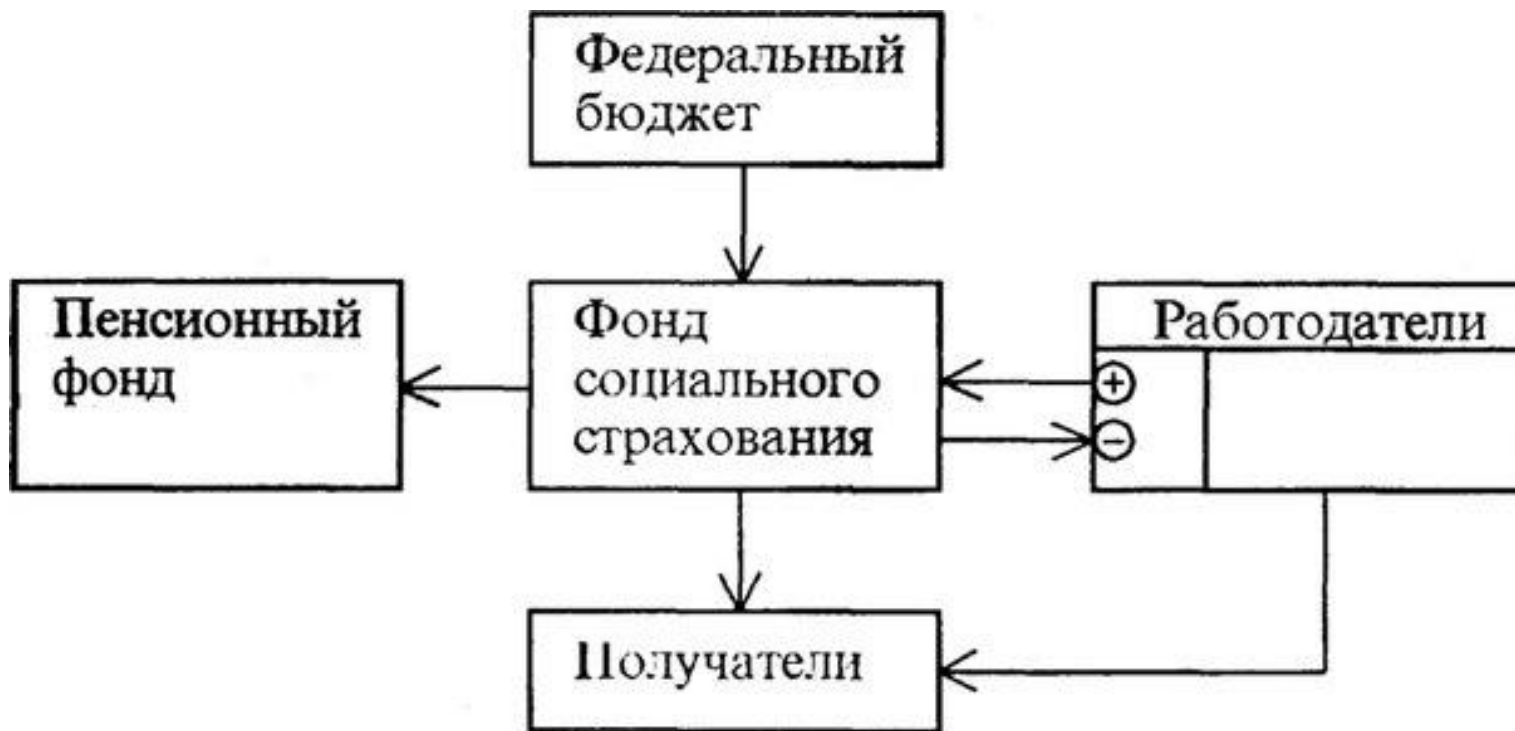 Федеральный
бюджет
Пенсионный
фонд
Фонд
социального
страхования
Работодатели
+
−
Получатели